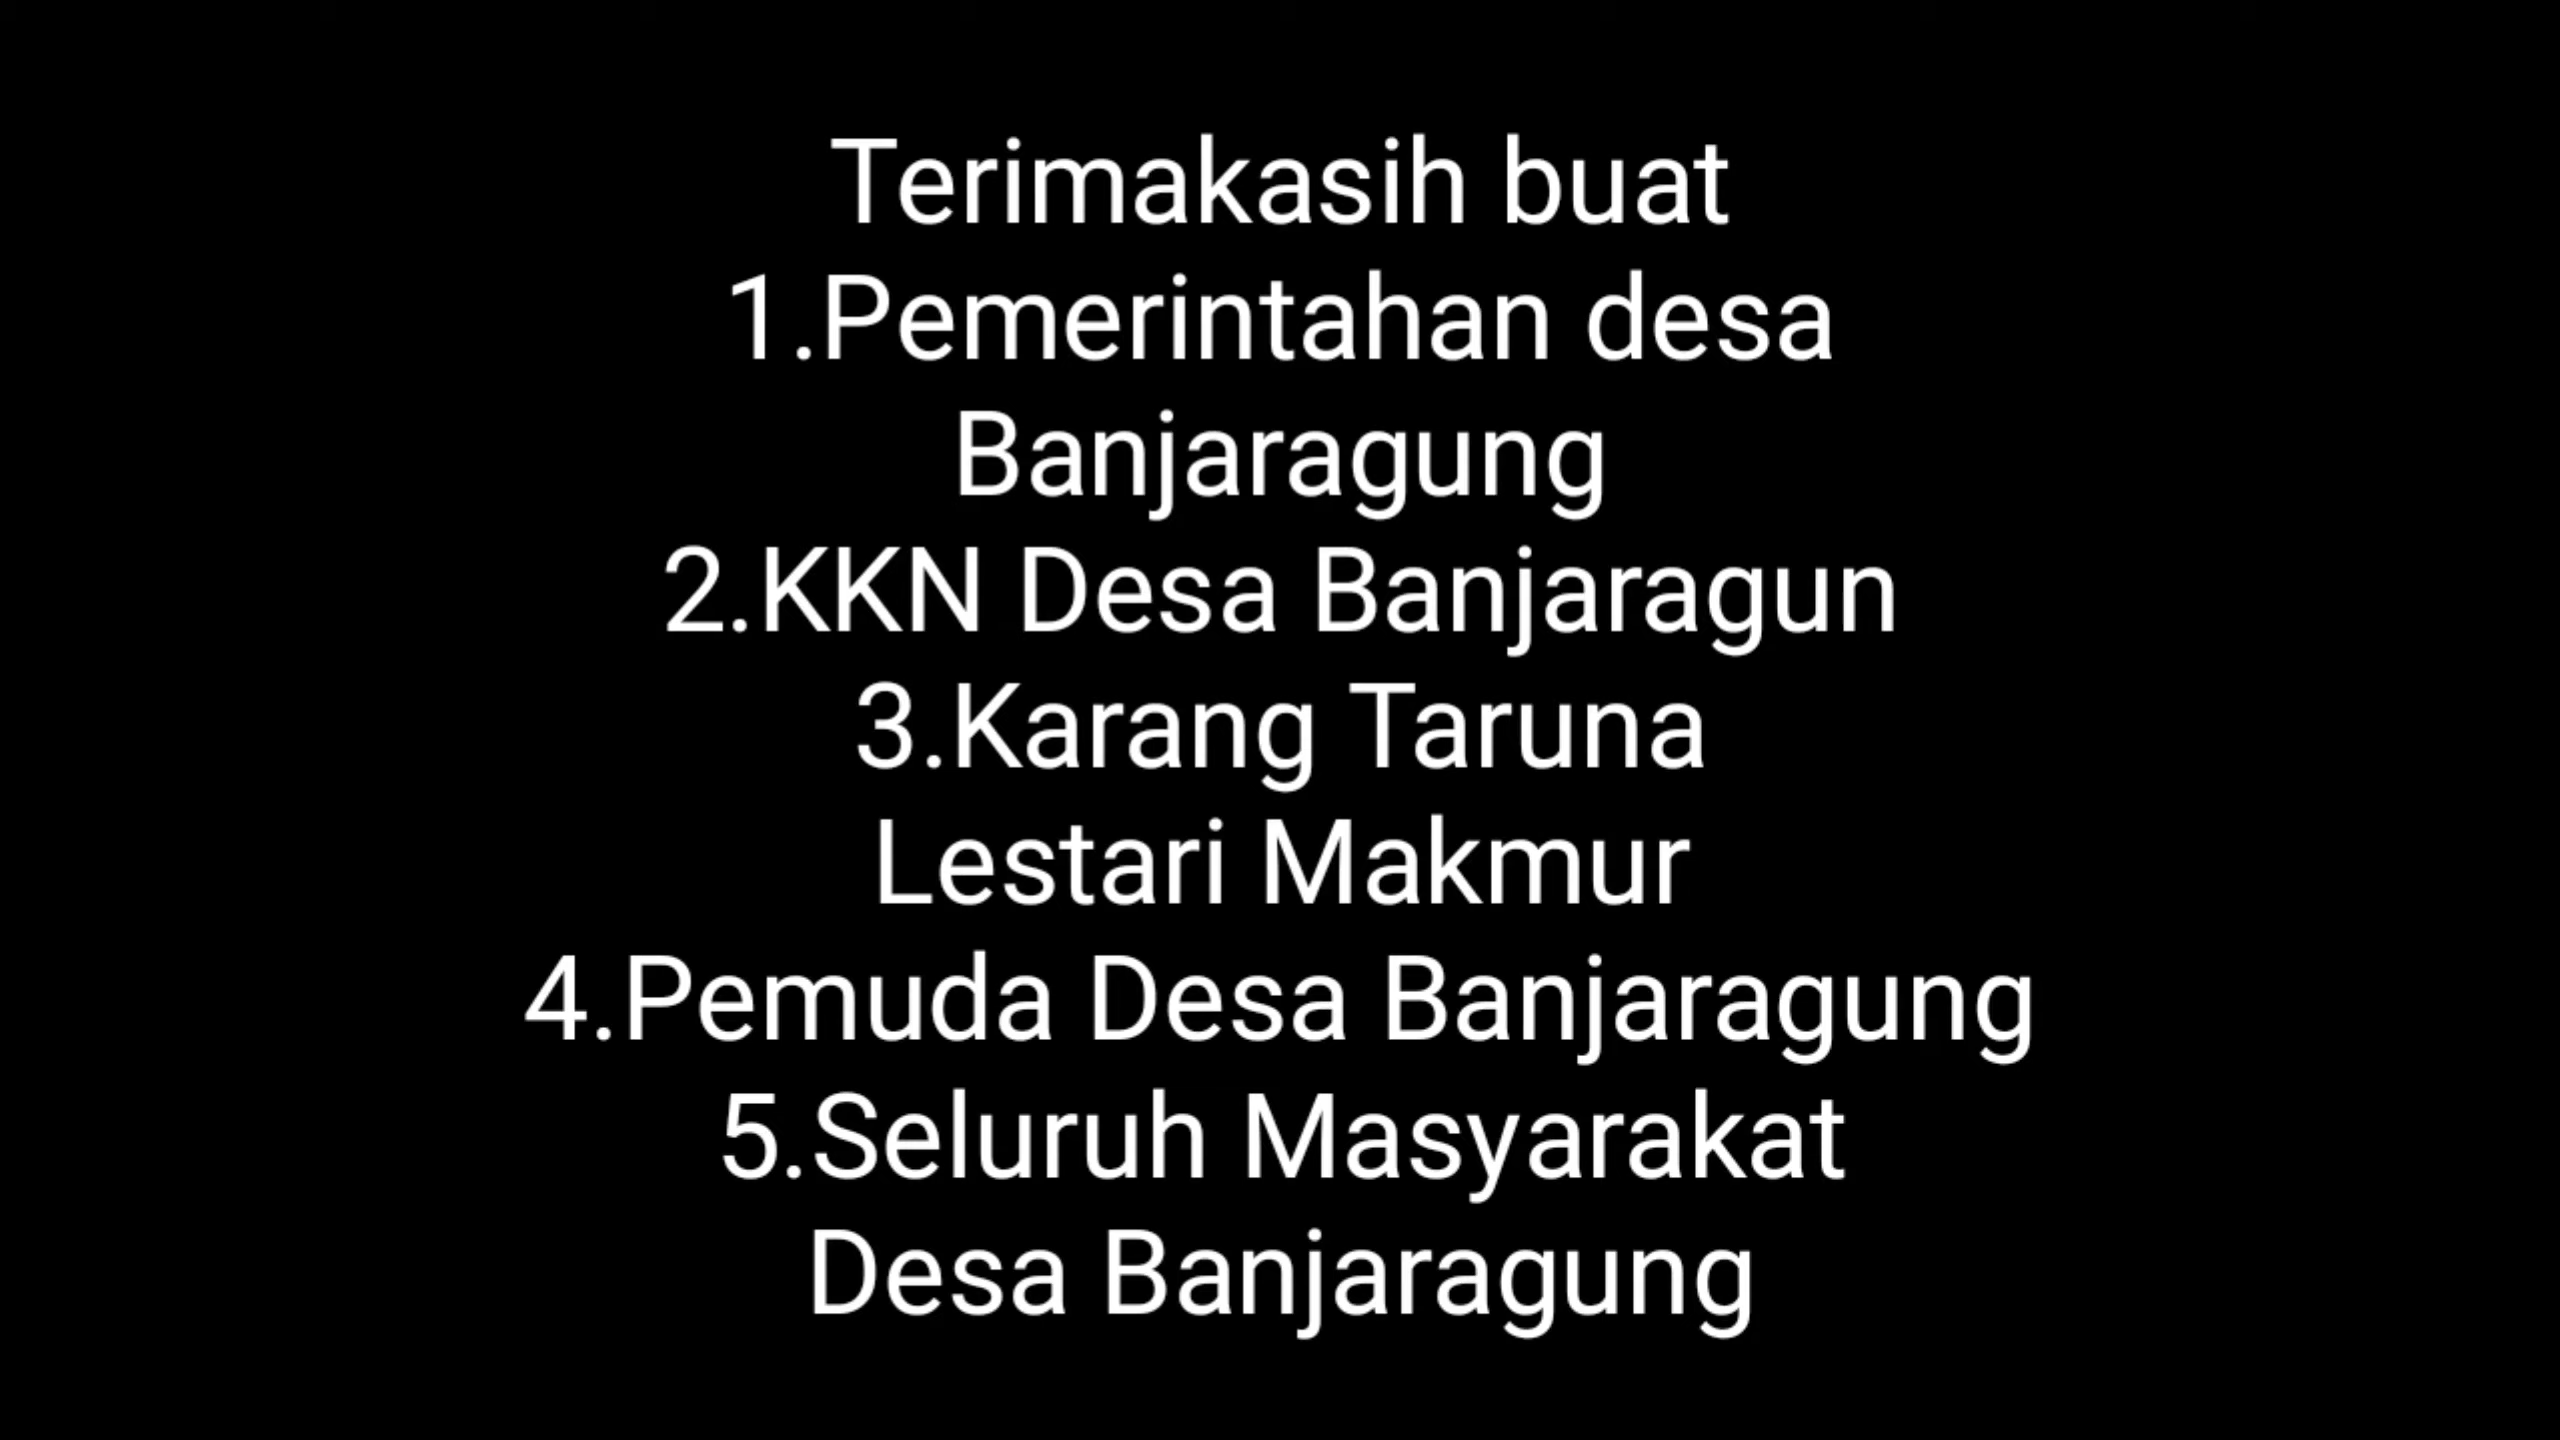 Terimakasih buat
1.Pemerintahan desa
Banjaragung
2.KKN Desa Banjaragun
3.Karang Taruna
Lestari Makmur
4.Pemuda Desa Banjaragung
5.Seluruh Masyarakat
Desa Banjaragung